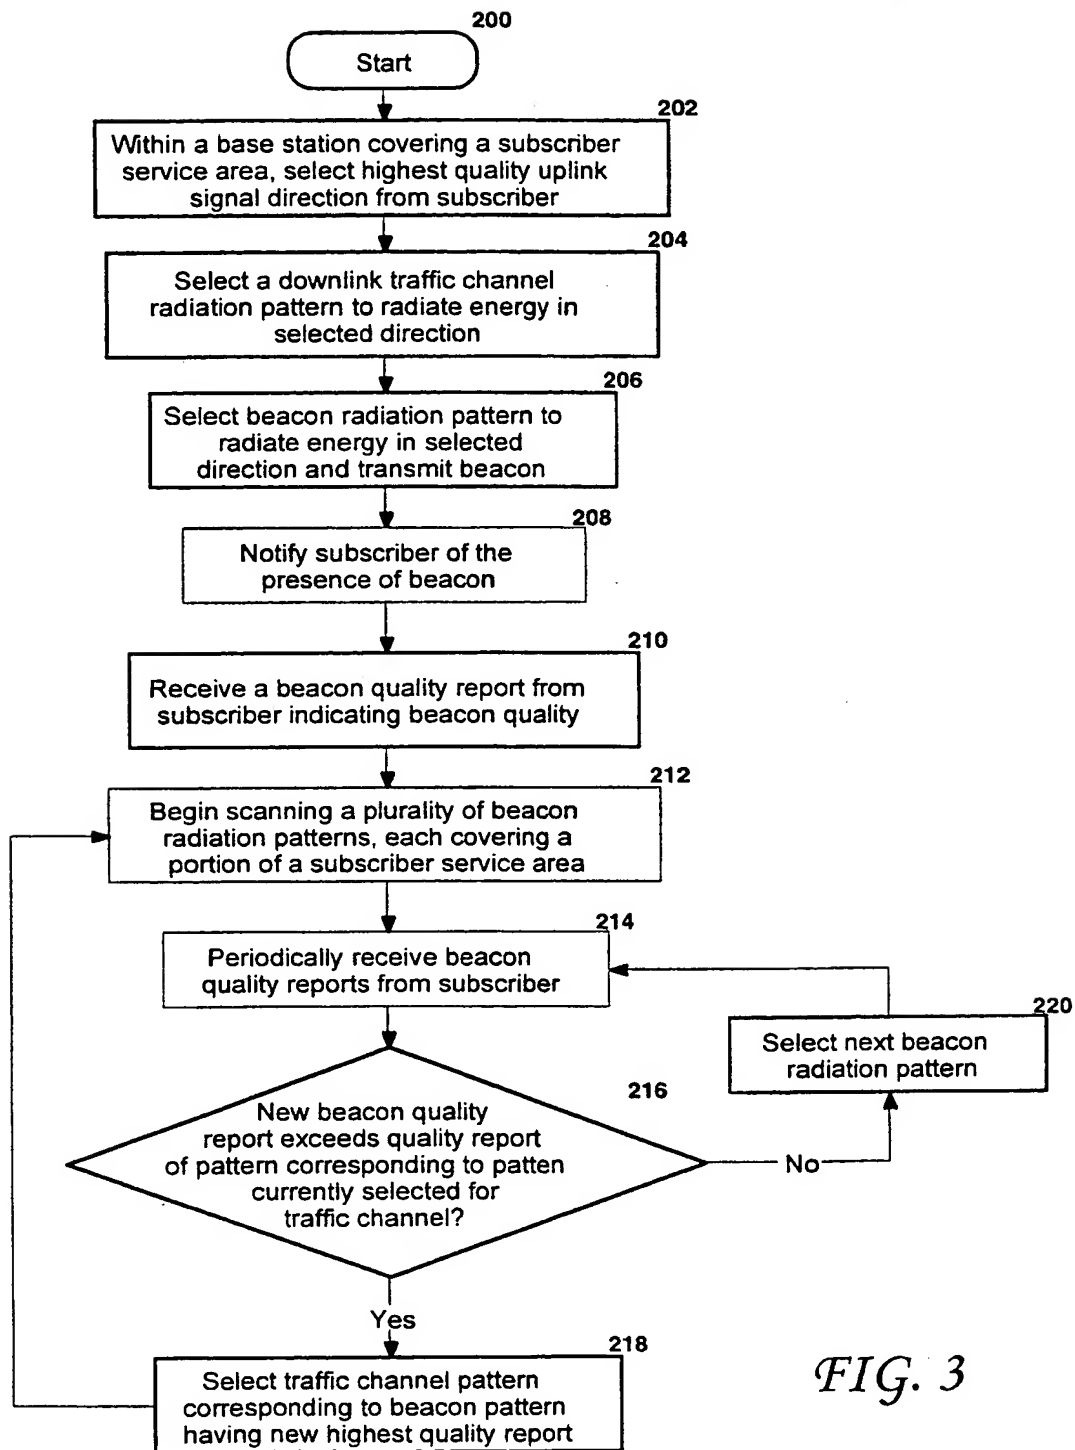 200
Start
202
Within a base station covering a subscriber
service area, select highest quality uplink
signal direction from subscriber
204
Select a downlink traffic channel
radiation pattern to radiate energy in
selected direction
206
Select beacon radiation pattern to
radiate energy in selected
direction and transmit beacon
208
Notify subscriber of the
presence of beacon
210
Receive a beacon quality report from
subscriber indicating beacon quality
212
Begin scanning a plurality of beacon
radiation patterns, each covering a
portion of a subscriber service area
214
Periodically receive beacon
quality reports from subscriber
220
Select next beacon
radiation pattern
216
New beacon quality
report exceeds quality report
of pattern corresponding to patten
currently selected for
traffic channel?
No
Yes
218
Select traffic channel pattern
corresponding to beacon pattern
having new highest quality report
FIG. 3